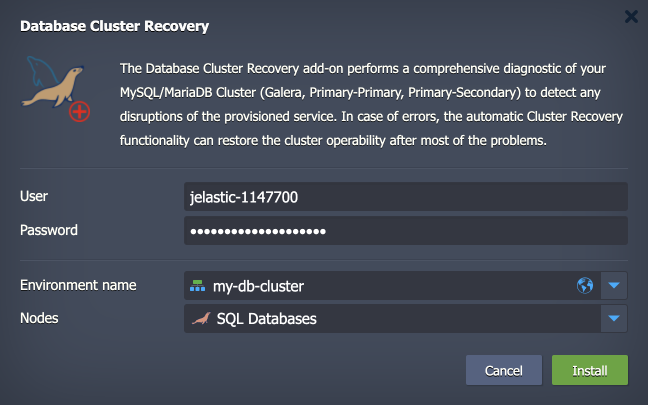 Database Cluster Recovery
The Database Cluster Recovery add-on performs a comprehensive diagnostic of your
MySQL/MariaDB Cluster (Galera, Primary-Primary, Primary-Secondary) to detect any
disruptions of the provisioned service. In case of errors, the automatic Cluster Recovery
functionality can restore the cluster operability after most of the problems.
User
jelastic-1147700
Password
••••••••••••••••••••
Environment name
my-db-cluster
Nodes
SQL Databases
Cancel
Install